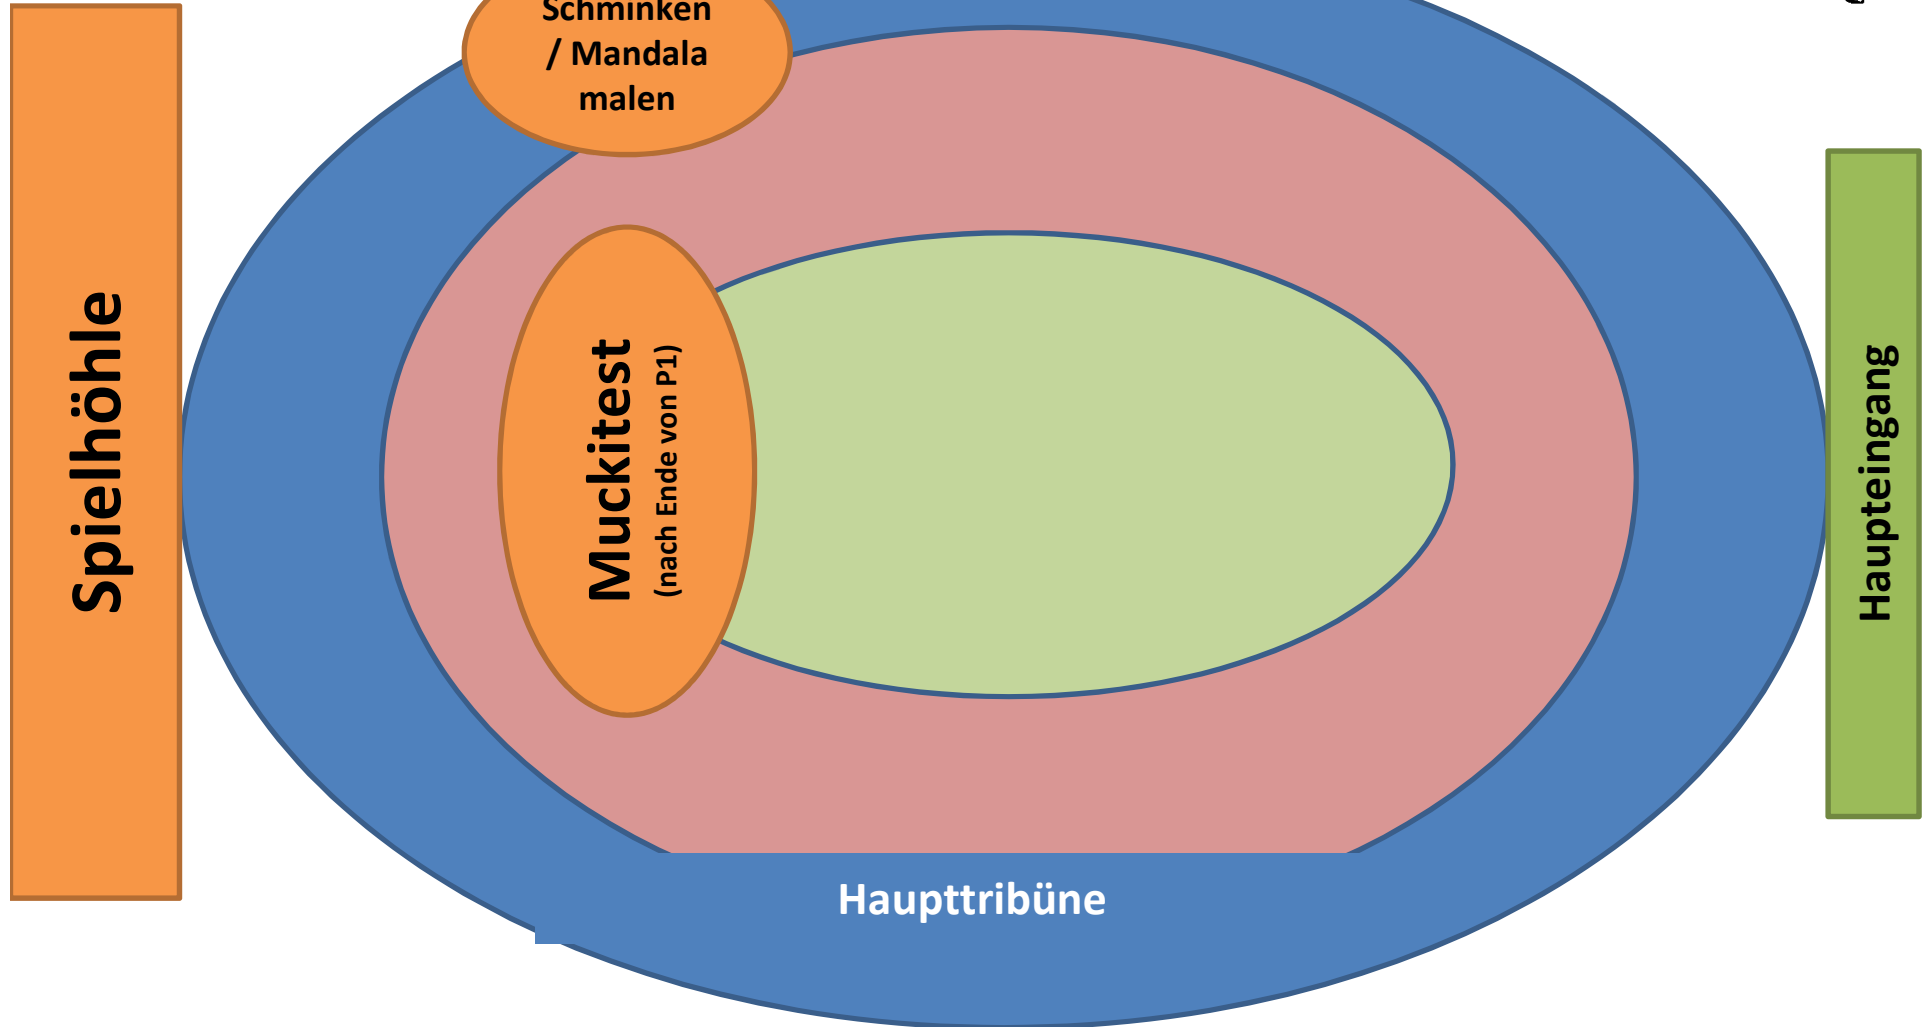 Schminken
/ Mandala
malen
Spielhöhle
Muckitest
(nach Ende von P1)
Haupteingang
Haupttribüne